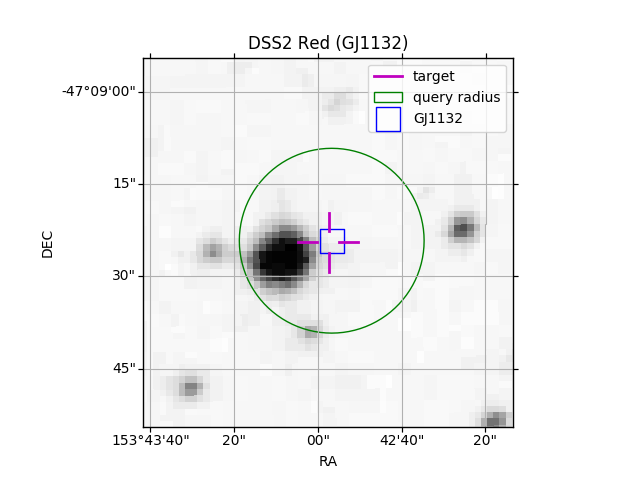 DSS2 Red (GJ1132)
target
query radius
GJ1132
-47°09'00"
15"
30"
45"
DEC
153°43'40" 20" 00" 42'40" 20"
RA